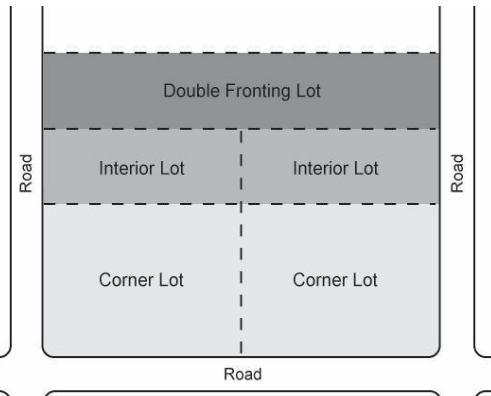 Double Fronting Lot
Interior Lot
Interior Lot
Road
Road
Corner Lot
Corner Lot
Road